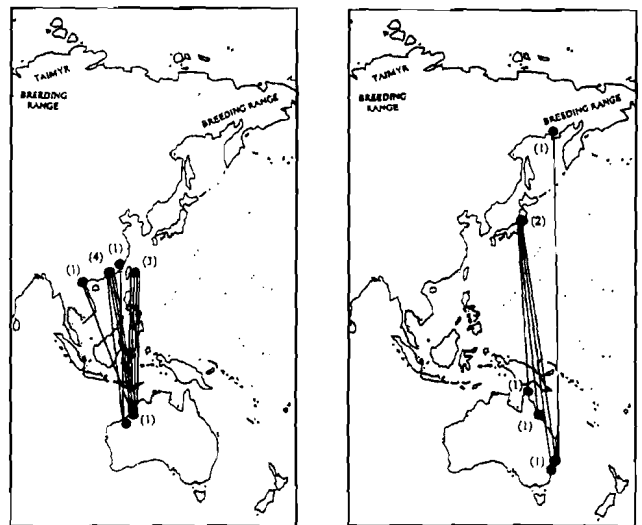 TAIMYR
BREEDING
RANGE
BREEDING RANGE
(1)
(4)
(1)
(3)
(1)
TAIMYR
BREEDING
RANGE
BREEDING RANGE
(1)
(2)
(1)
(1)
(1)